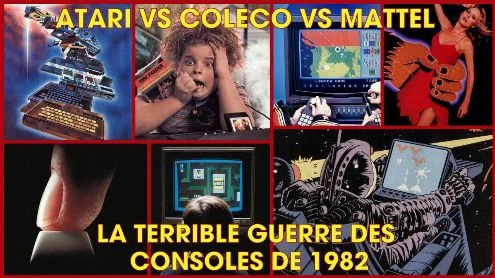 ATARI VS COLECO VS MATTEL
LA TERRIBLE GUERRE DES
CONSOLES DE 1982